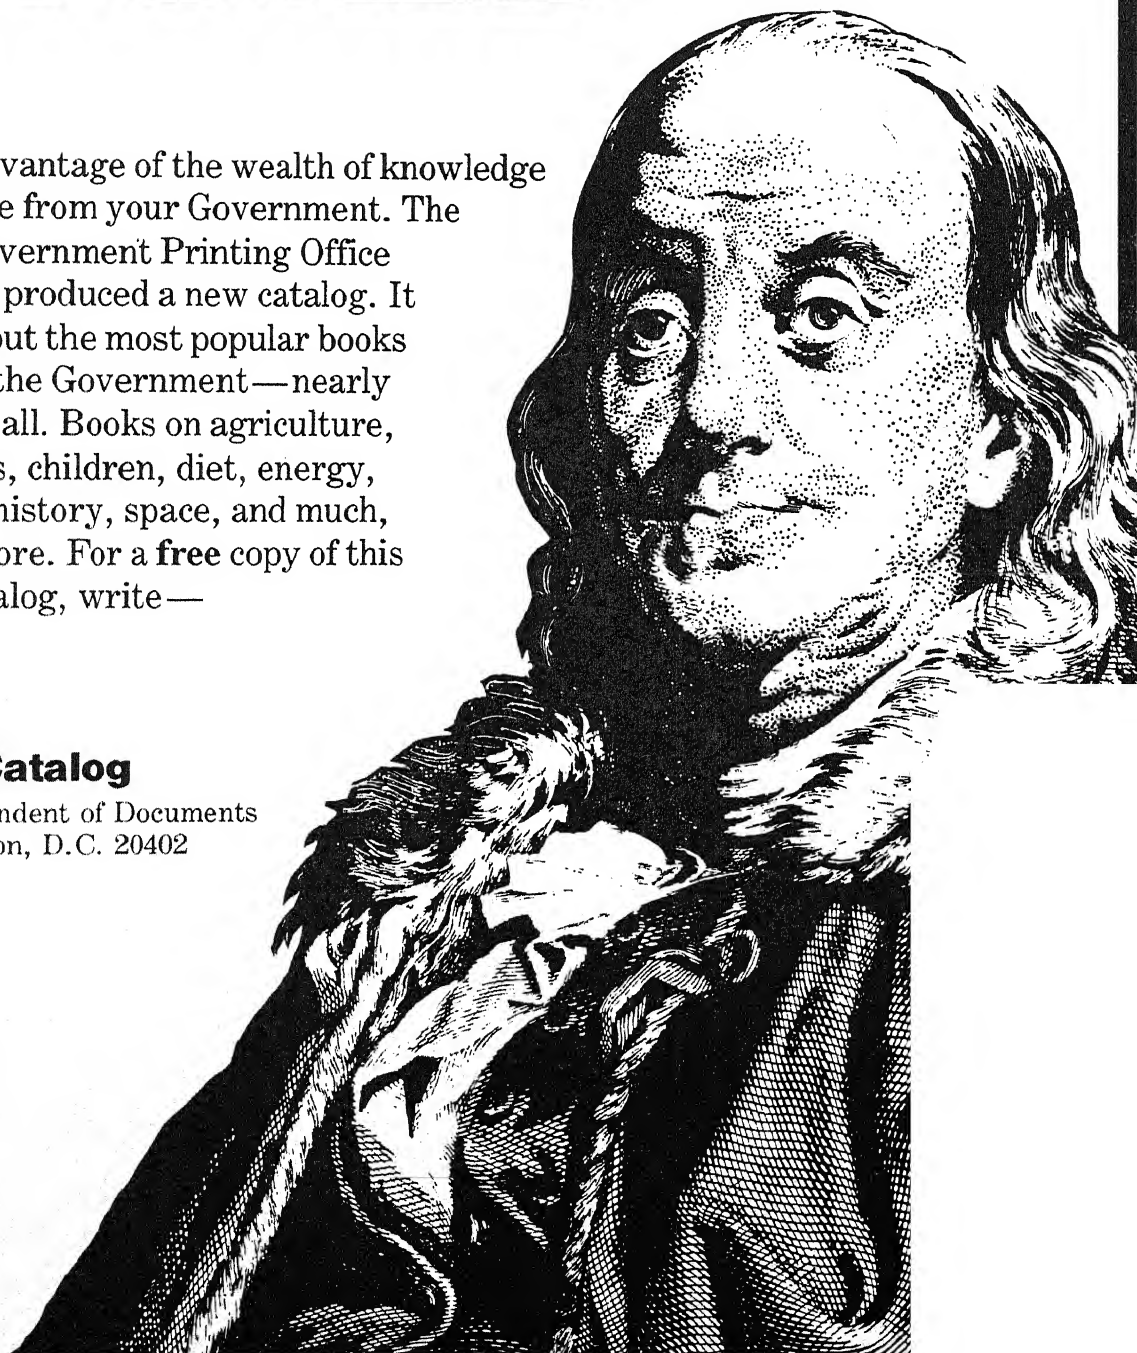 vantage of the wealth of knowledge
e from your Government. The
vernment Printing Office
produced a new catalog. It
out the most popular books
the Government—nearly
all. Books on agriculture,
s, children, diet, energy,
history, space, and much,
ore. For a free copy of this
alog, write—
Catalog
ndent of Documents
on, D.C. 20402